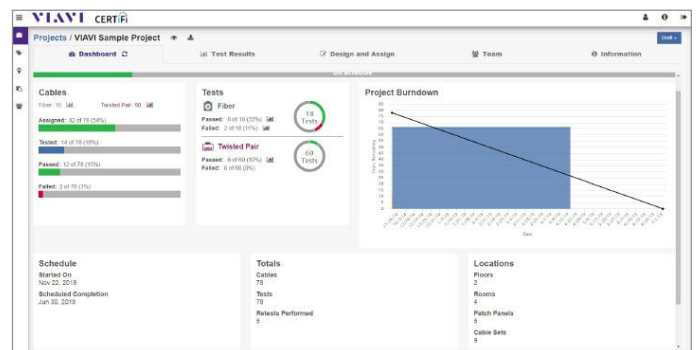 VIAVI CERTiFi
Projects / VIAVI Sample Project
Draft
Dashboard
Test Results
Design and Assign
Team
Information
On Schedule
Cables
Fiber: 18
Twisted Pair: 60
Assigned: 42 of 78 (54%)
Tested: 14 of 78 (18%)
Passed: 12 of 78 (15%)
Failed: 2 of 78 (3%)
Tests
Fiber
Passed: 6 of 18 (33%)
Failed: 2 of 18 (11%)
18
Tests
Twisted Pair
Passed: 6 of 60 (10%)
Failed: 0 of 60 (0%)
60
Tests
Project Burndown
Tests Remaining
Date
Schedule
Started On
Nov 22, 2018
Scheduled Completion
Jun 30, 2019
Totals
Cables
78
Tests
78
Retests Performed
5
Locations
Floors
2
Rooms
4
Patch Panels
5
Cable Sets
9